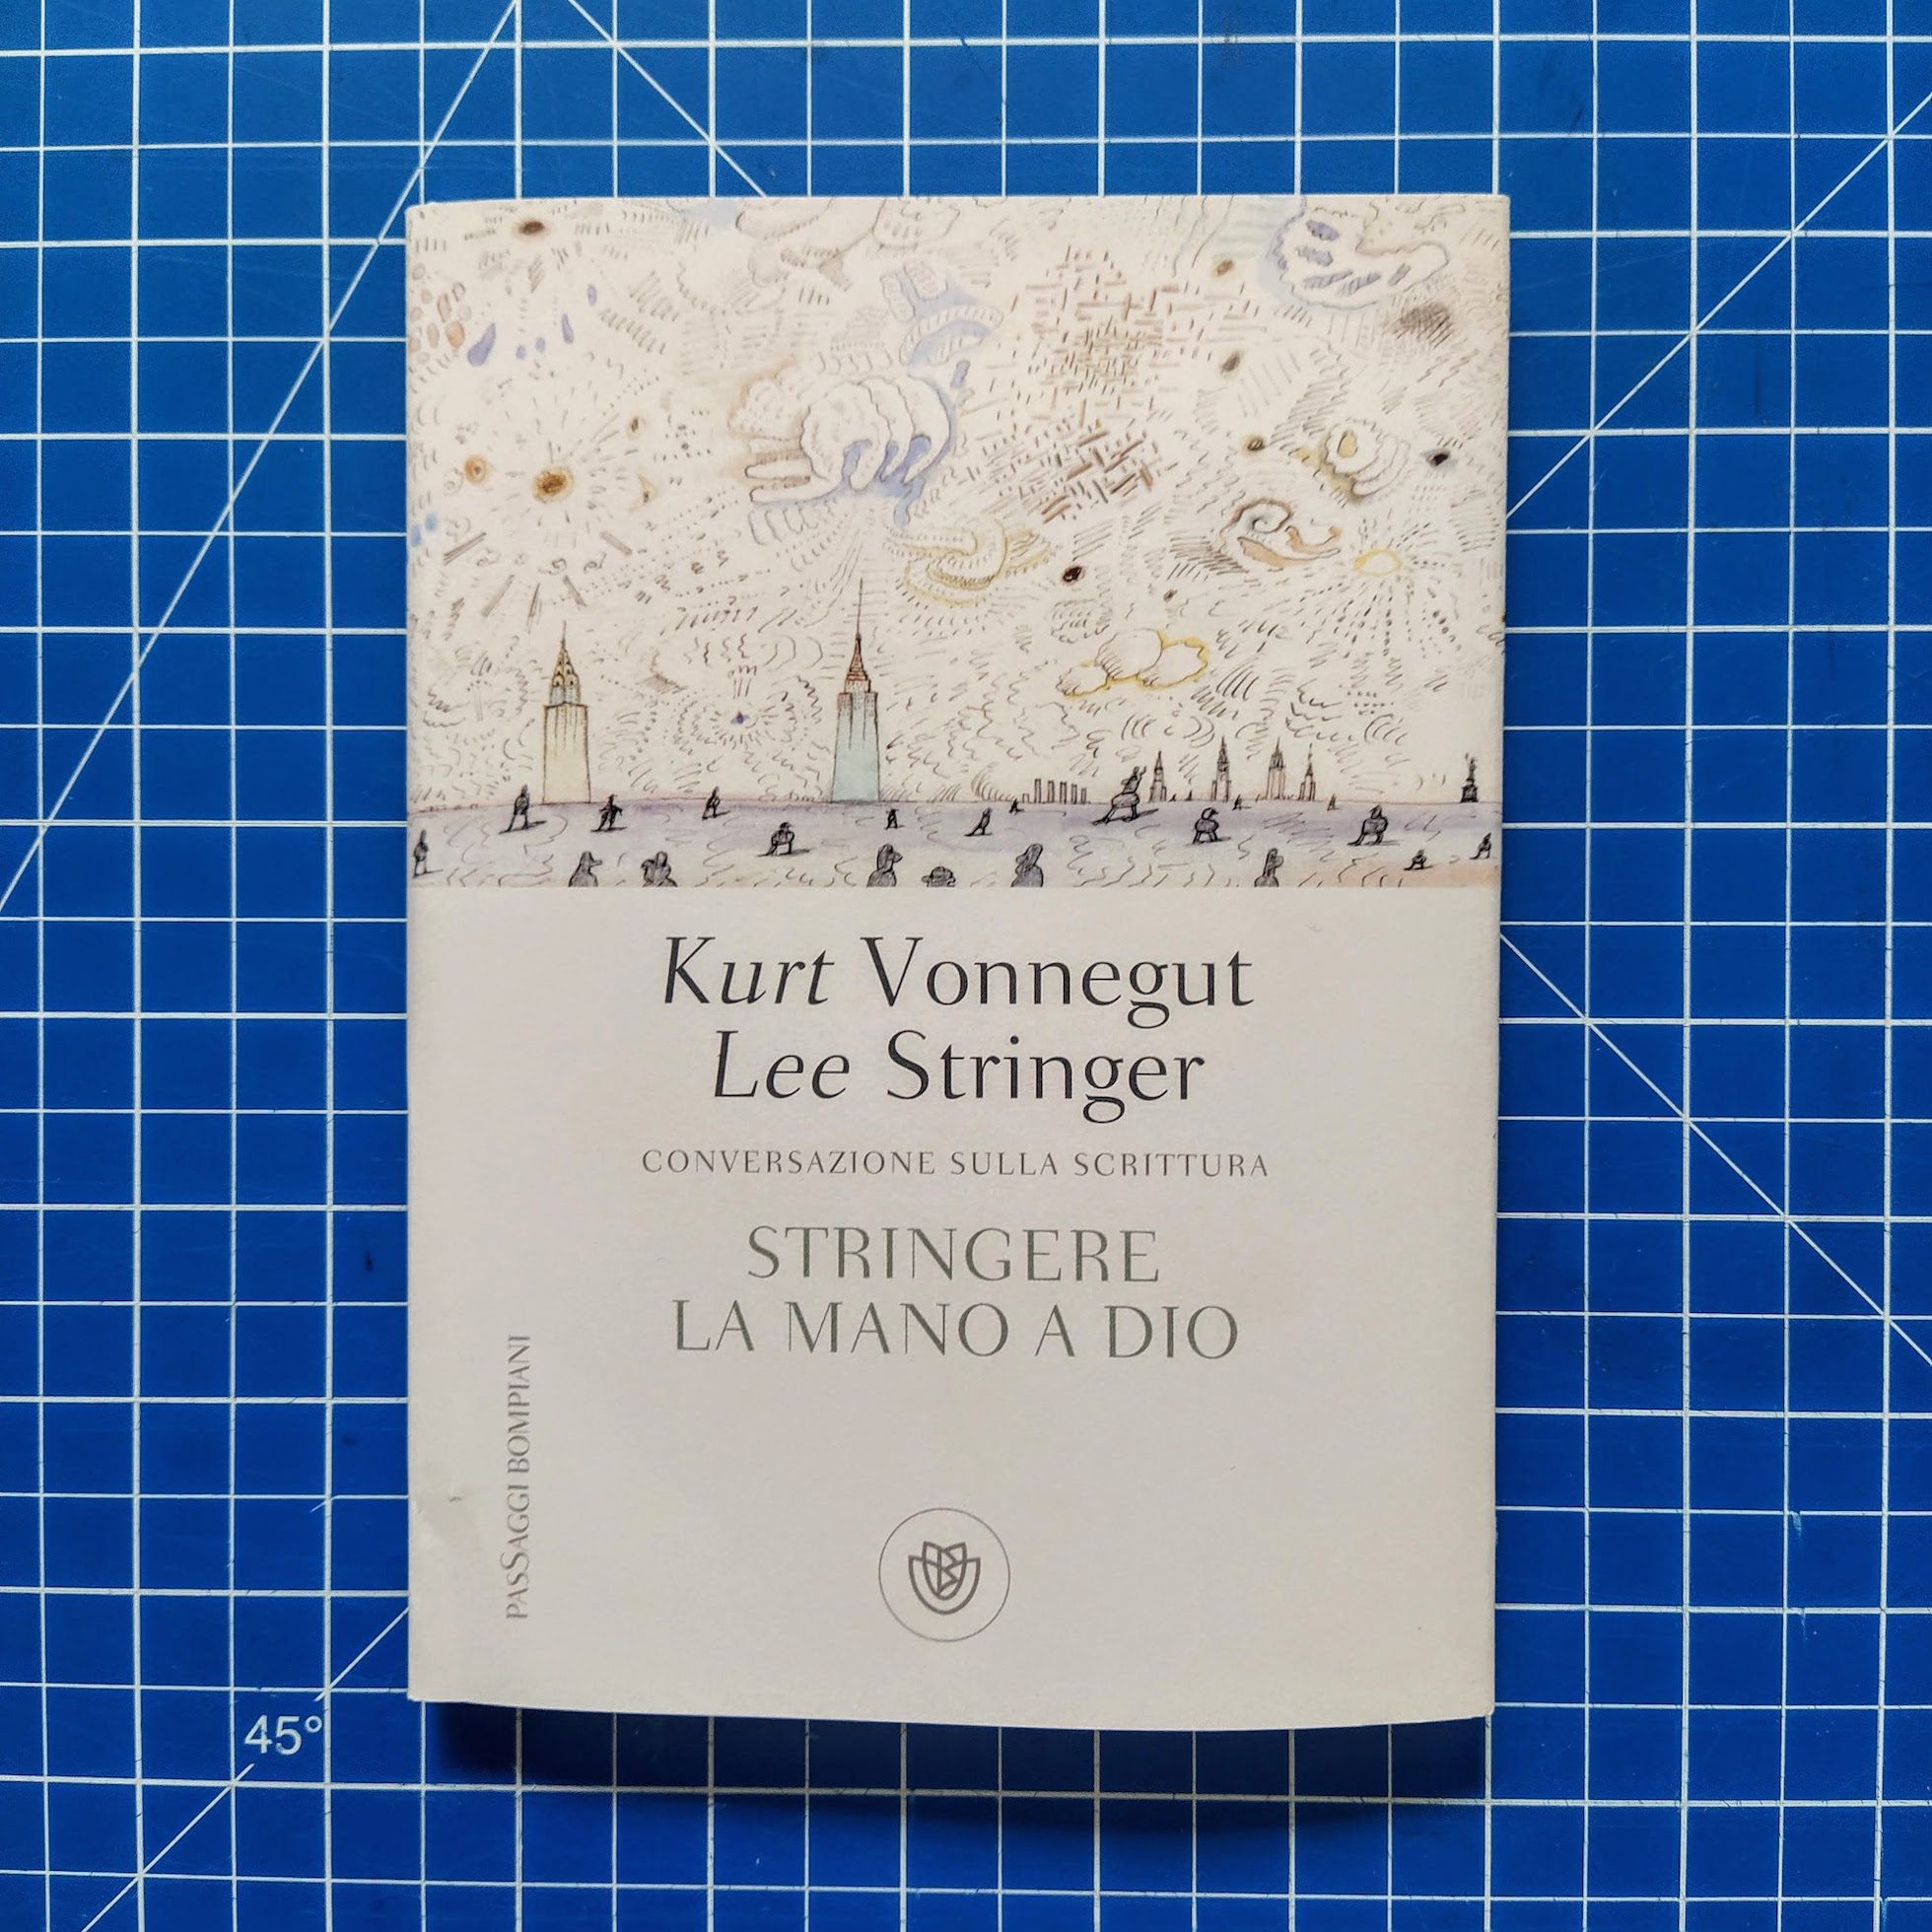 Kurt Vonnegut
Lee Stringer
CONVERSAZIONE SULLA SCRITTURA
STRINGERE
LA MANO A DIO
PASSAGGI BOMPIANI
45°